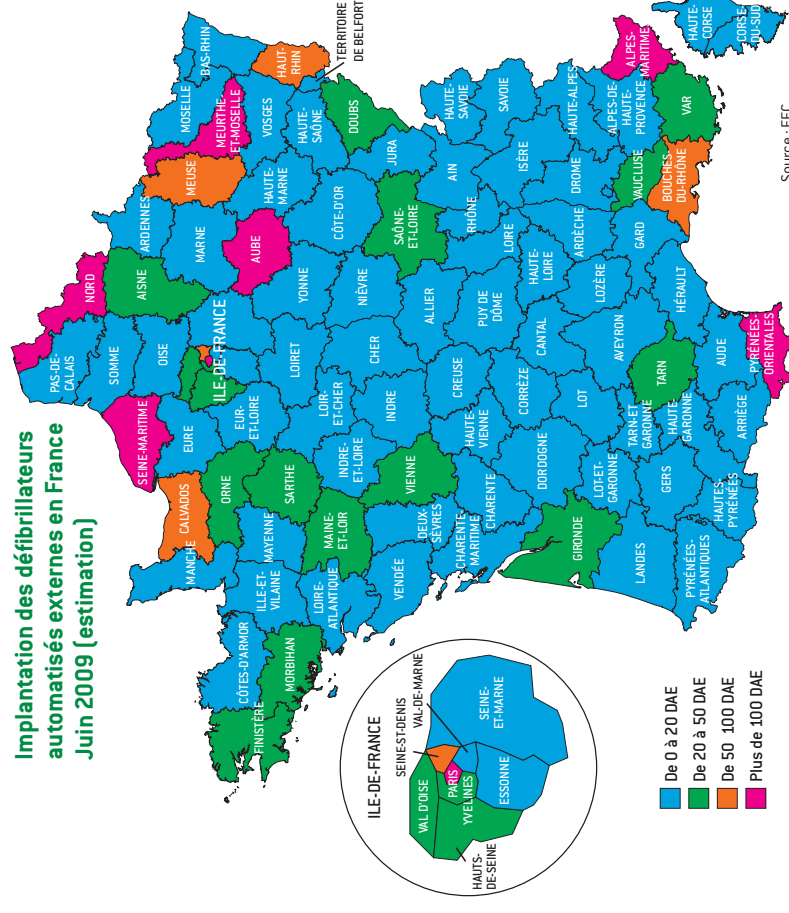 Implantation des défibrillateurs
automatisés externes en France
Juin 2009 (estimation)
PAS-DE-
CALAIS
NORD
SOMME
SEINE-MARITIME
OISE
AISNE
ARDENNES
MEUSE
MOSELLE
MEURTHE-
ET-MOSELLE
BAS-RHIN
HAUT-
RHIN
VOSGES
TERRITOIRE
DE BELFORT
HAUTE-
SAÔNE
DOUBS
JURA
HAUTE-
MARNE
MARNE
AUBE
CÔTE-D'OR
SAÔNE-
ET-LOIRE
YONNE
NIÈVRE
ILE-DE-FRANCE
EURE
EUR-
ET-LOIRE
LOIRET
LOIR-
ET-CHER
CHER
INDRE
INDRE-
ET-LOIRE
CALVADOS
MANCHE
ORNE
SARTHE
MAYENNE
MAINE-
ET-LOIR
ILLE-ET-
VILAINE
LOIRE-
ATLANTIQUE
CÔTES-D'ARMOR
FINISTÈRE
MORBIHAN
VENDÉE
DEUX-
SÈVRES
VIENNE
CHARENTE-
MARITIME
CHARENTE
HAUTE-
VIENNE
CREUSE
CORRÈZE
ALLIER
PUY DE
DÔME
CANTAL
LOIRE
HAUTE-
LOIRE
RHÔNE
AIN
HAUTE-
SAVOIE
SAVOIE
ISÈRE
DROME
ARDÈCHE
HAUTE-ALPES
ALPES-DE-
HAUTE-
PROVENCE
ALPES-
MARITIME
VAR
VAUCLUSE
BOUCHES-
DU-RHÔNE
GARD
LOZÈRE
HÉRAULT
AVEYRON
TARN
AUDE
PYRÉNÉES-
ORIENTALES
LOT
DORDOGNE
GIRONDE
LOT-ET-
GARONNE
TARN-ET
GARONNE
HAUTE-
GARONNE
GERS
LANDES
ARRIÈGE
HAUTES-
PYRÉNÉES
PYRÉNÉES-
ATLANTIQUES
HAUTE-
CORSE
CORSE-
DU-SUD
ILE-DE-FRANCE
SEINE-ST-DENIS
VAL-DE-MARNE
VAL D'OISE
PARIS
YVELINES
SEINE-
ET-MARNE
ESSONNE
HAUTS-
DE-SEINE
De 0 à 20 DAE
De 20 à 50 DAE
De 50 100 DAE
Plus de 100 DAE
Source : FFC